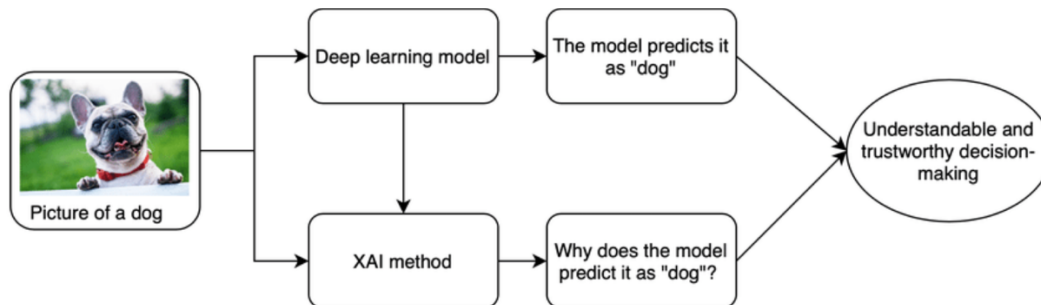 Picture of a dog
Deep learning model
The model predicts it
as "dog"
XAI method
Why does the model
predict it as "dog"?
Understandable and
trustworthy decision-
making